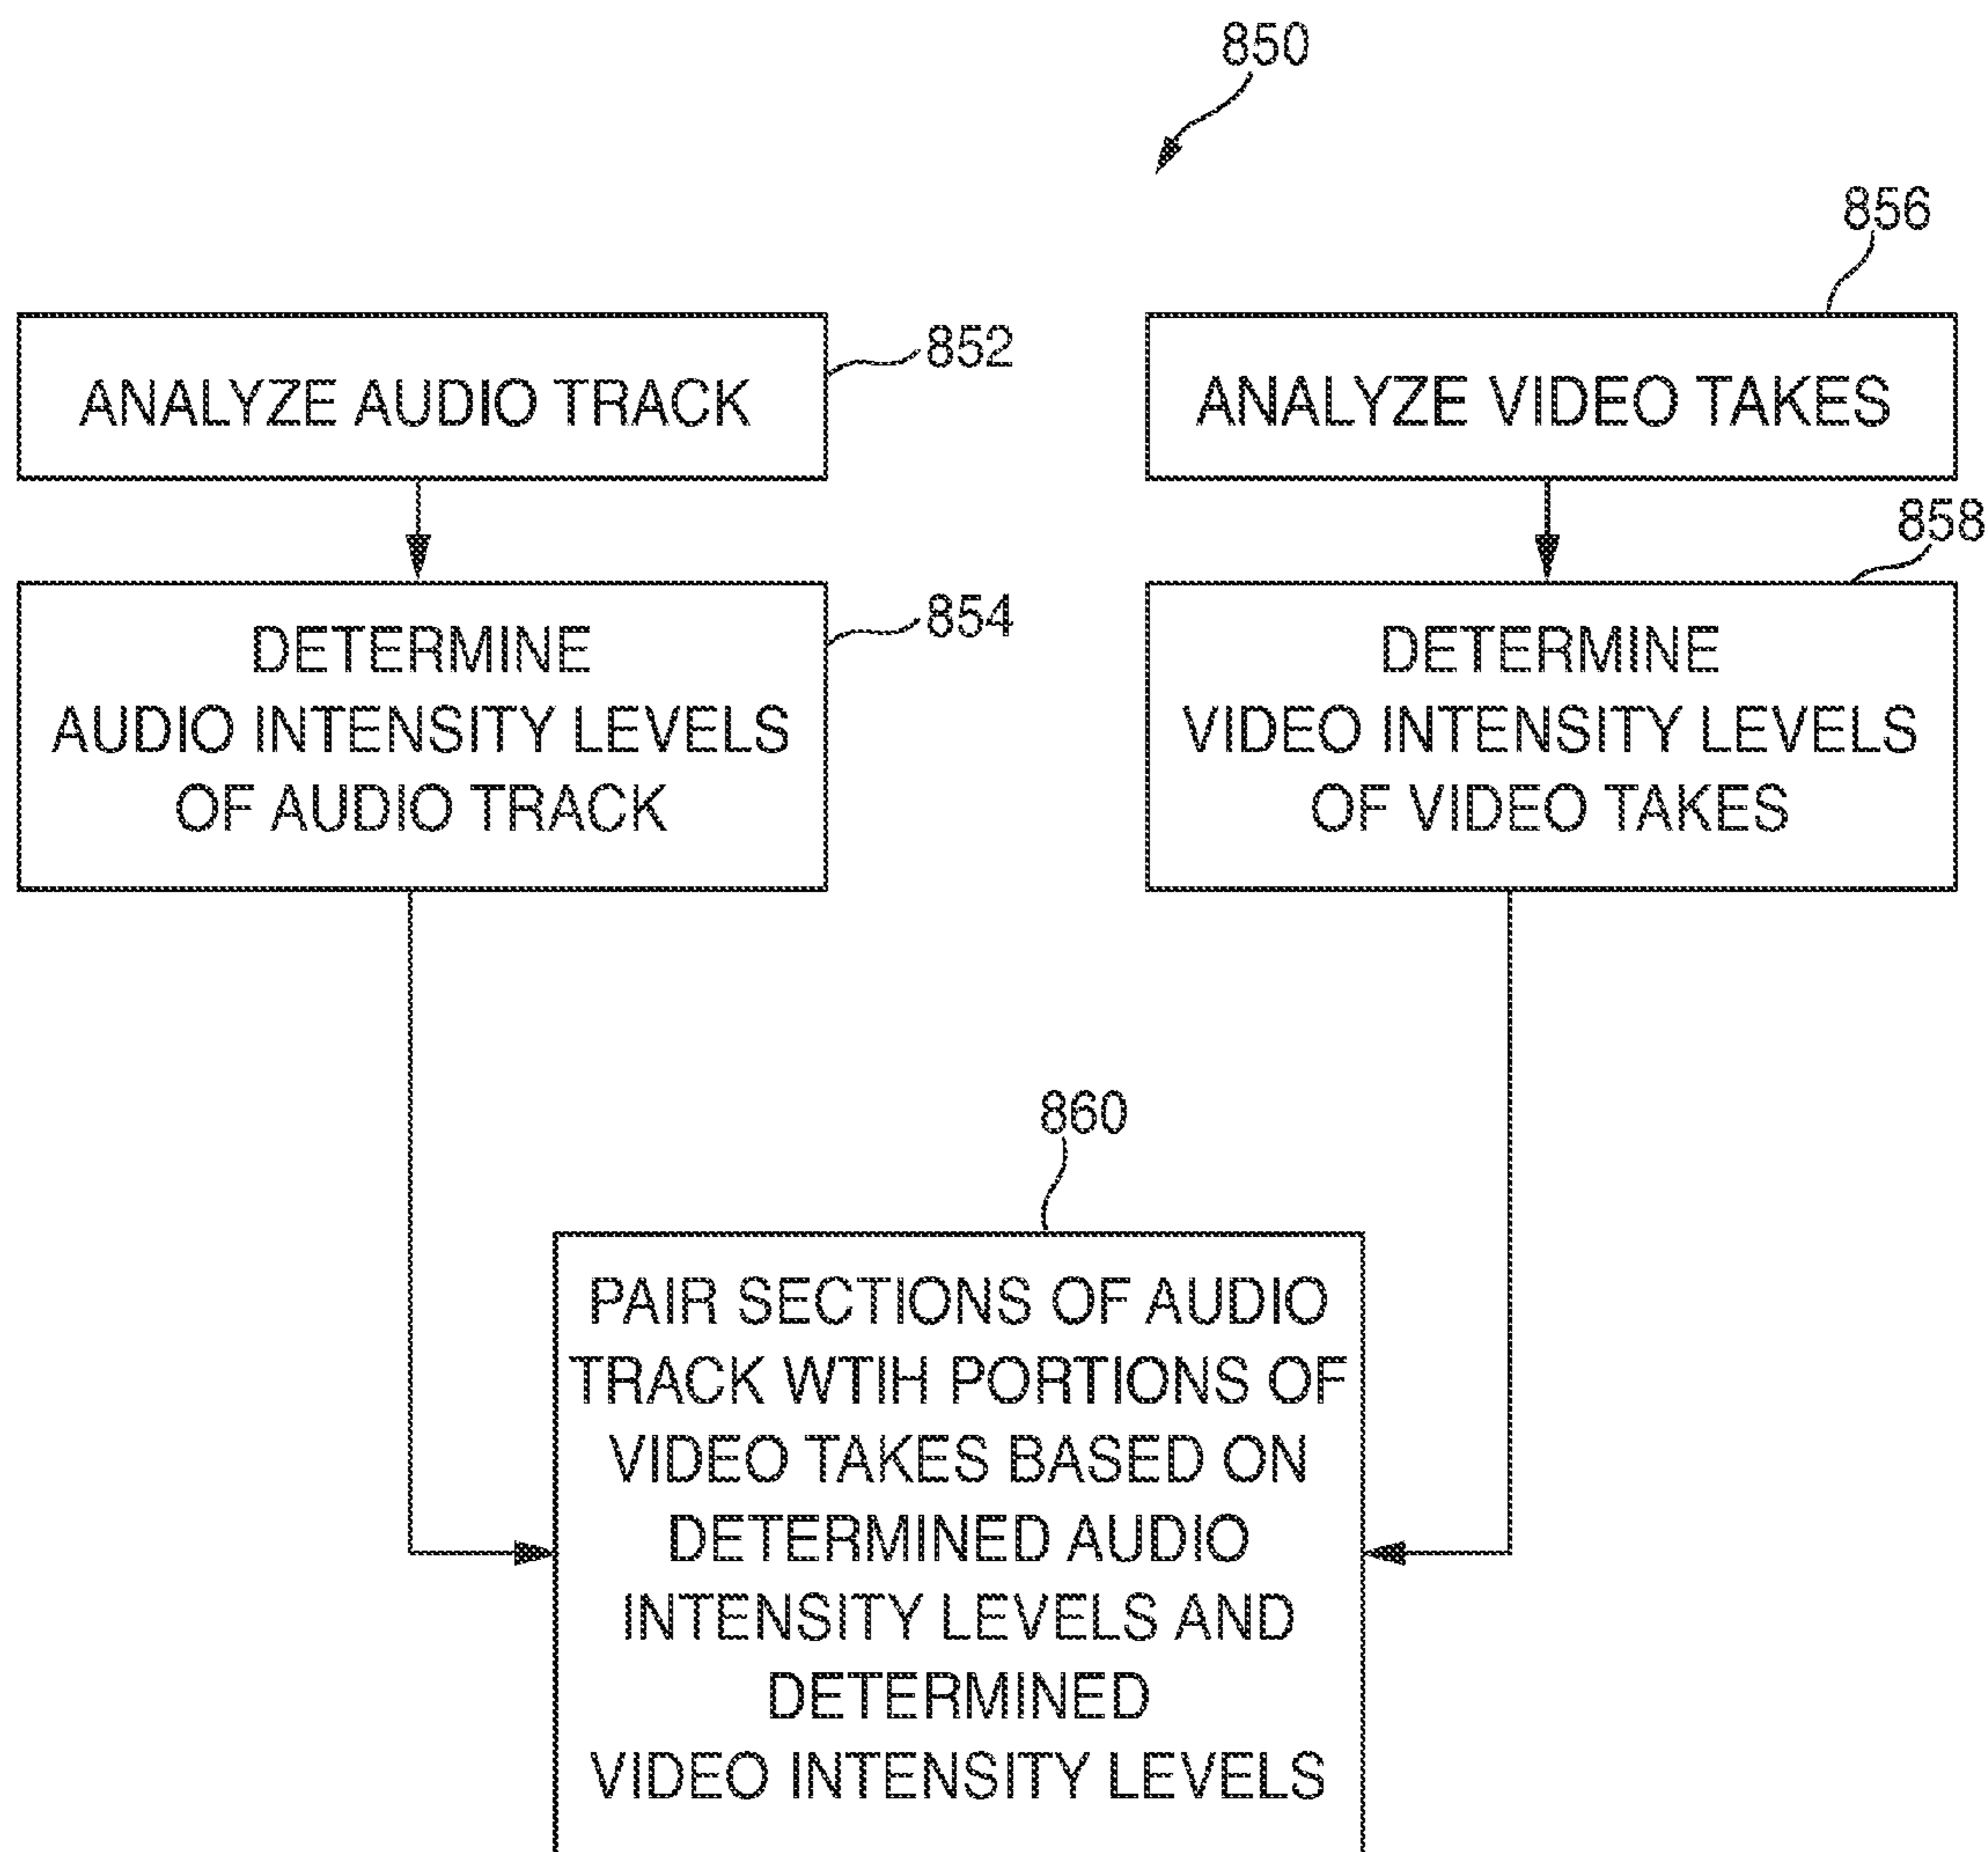 850
856
852
ANALYZE AUDIO TRACK
ANALYZE VIDEO TAKES
858
854
DETERMINE
AUDIO INTENSITY LEVELS
OF AUDIO TRACK
DETERMINE
VIDEO INTENSITY LEVELS
OF VIDEO TAKES
860
PAIR SECTIONS OF AUDIO
TRACK WTIH PORTIONS OF
VIDEO TAKES BASED ON
DETERMINED AUDIO
INTENSITY LEVELS AND
DETERMINED
VIDEO INTENSITY LEVELS